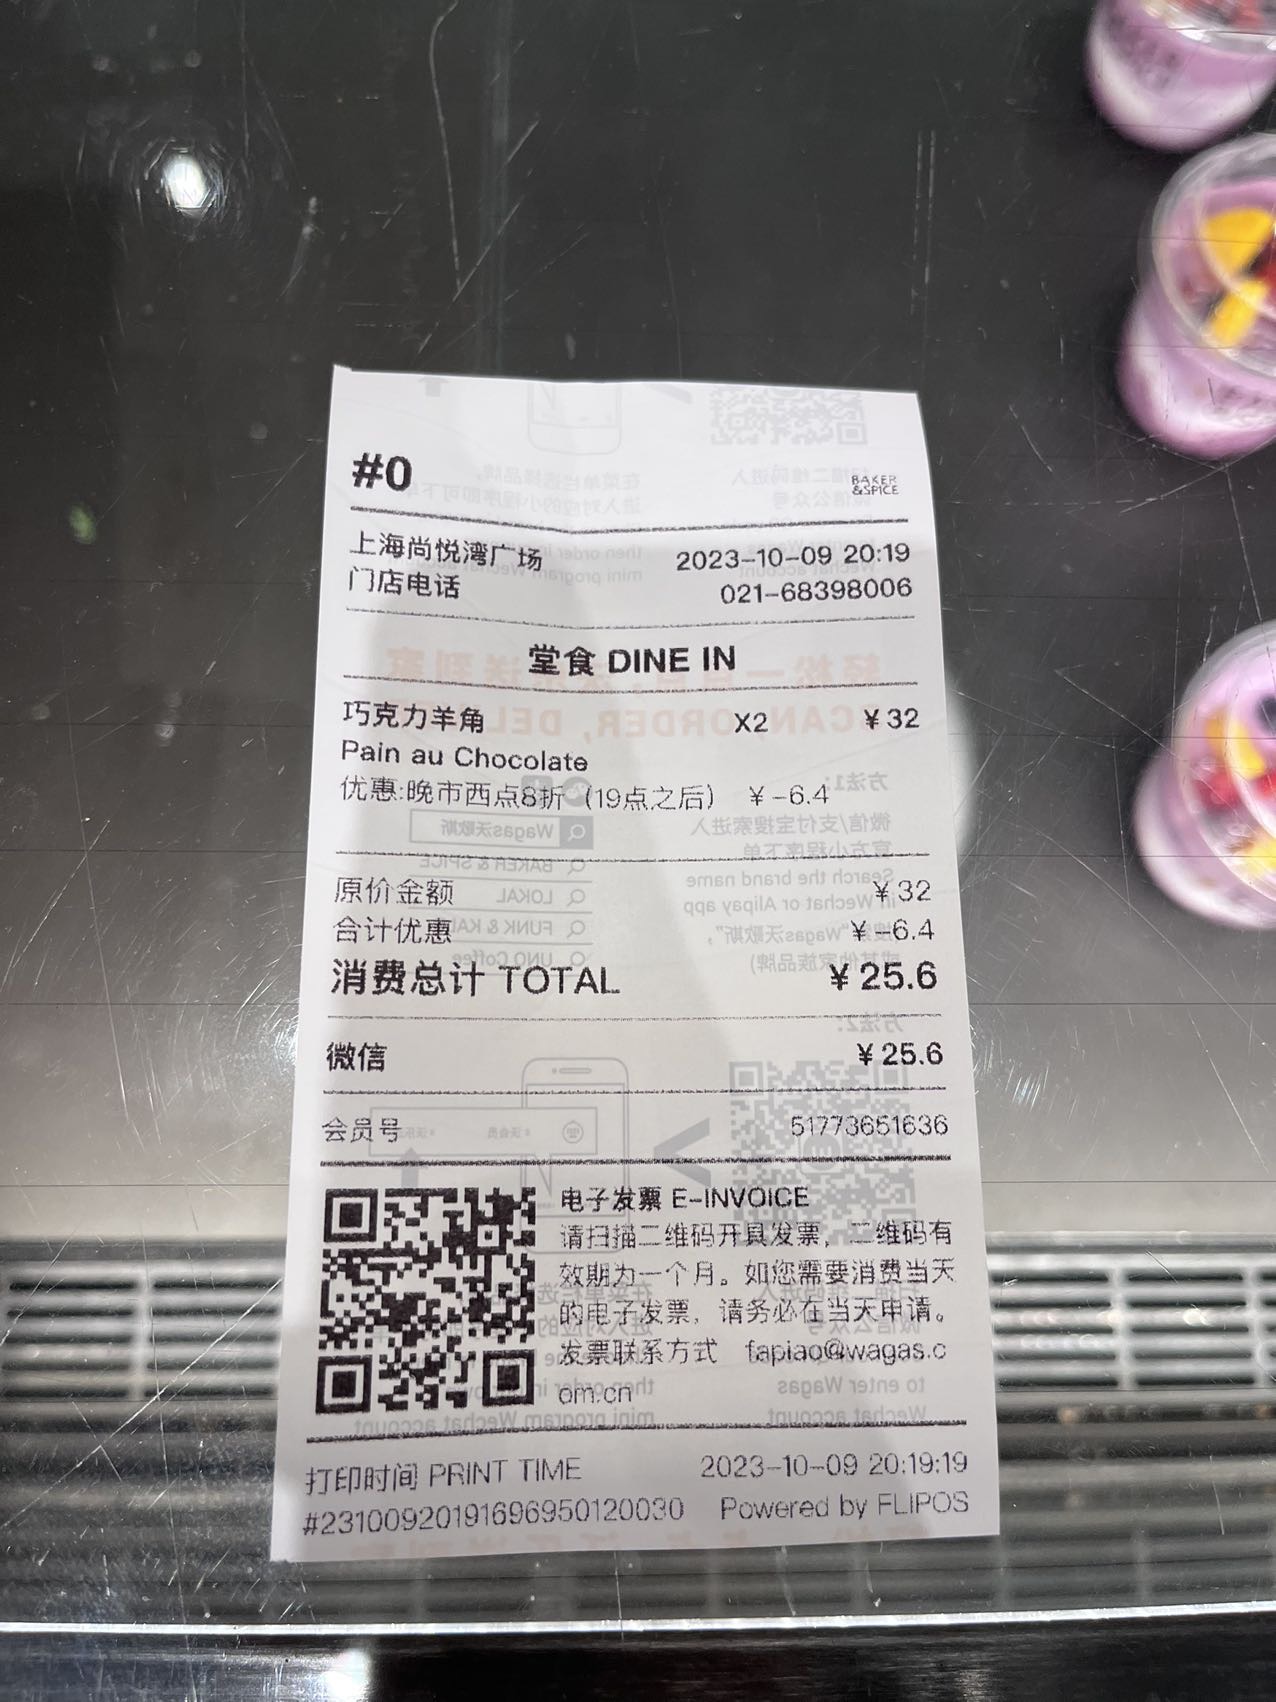 #0
BAKER
&SPICE
上海尚悦湾广场 2023-10-09 20:19
门店电话 021-68398006
堂食 DINE IN
巧克力羊角 X2 ¥32
Pain au Chocolate
优惠:晚市西点8折（19点之后） ¥-6.4
原价金额 ¥32
合计优惠 ¥-6.4
消费总计 TOTAL ¥25.6
微信 ¥25.6
会员号 51773651636
电子发票 E-INVOICE
请扫描二维码开具发票，二维码有
效期为一个月。如您需要消费当天
的电子发票，请务必在当天申请。
发票联系方式 fapiao@wagas.c
om.cn
打印时间 PRINT TIME 2023-10-09 20:19:19
#23100920191696950120030 Powered by FLIPOS